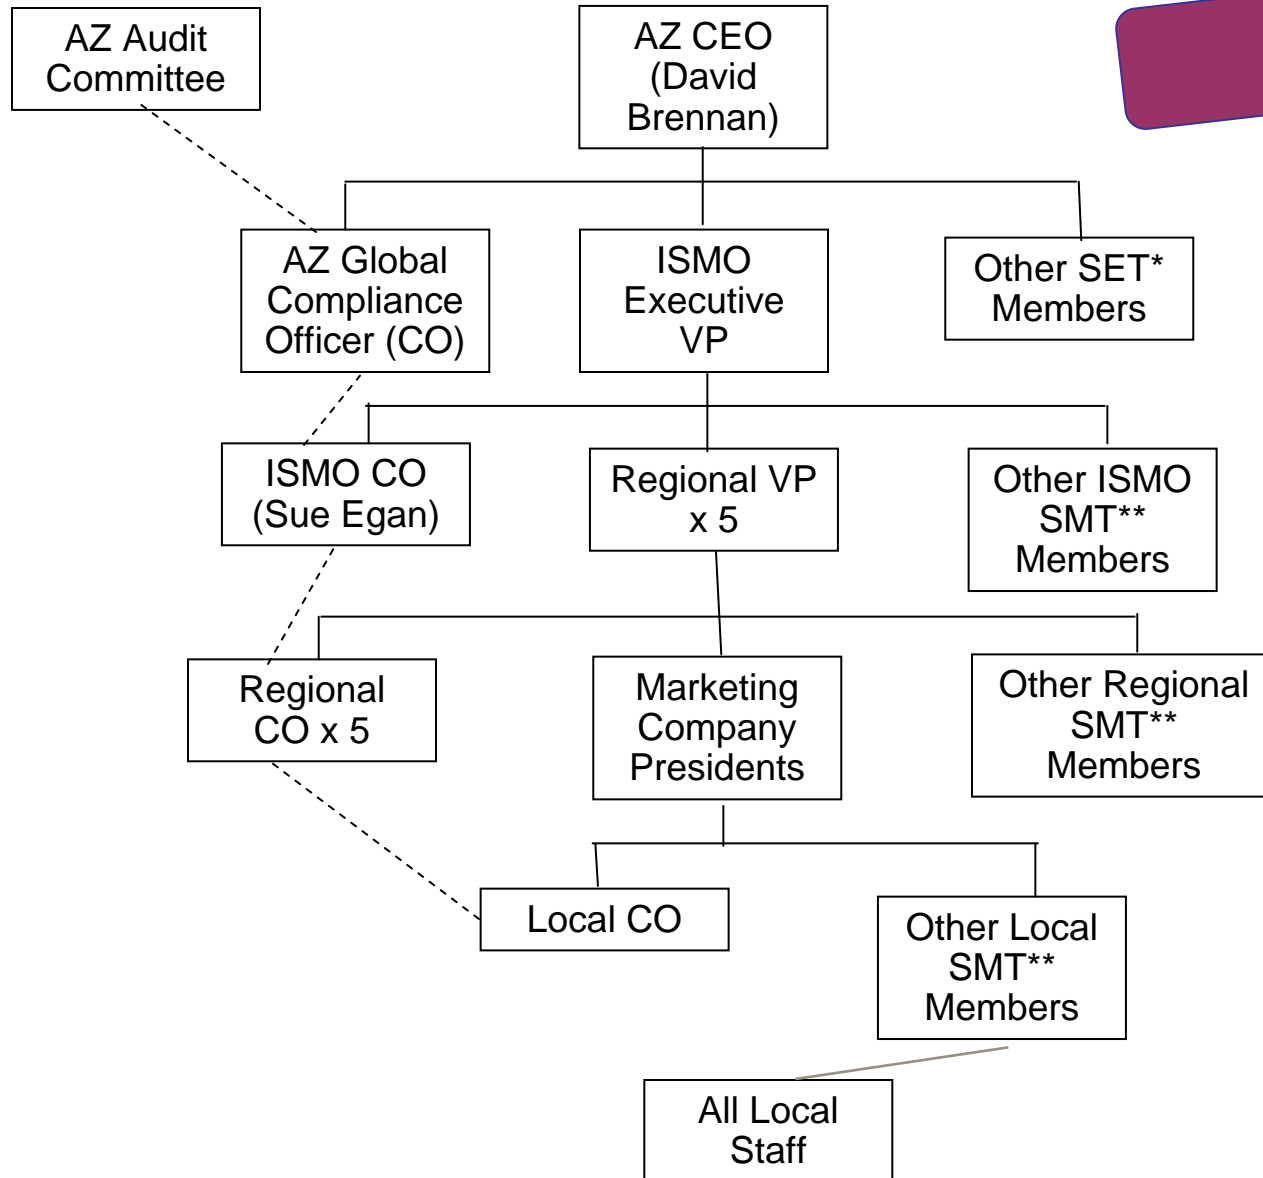 AZ Audit
Committee
AZ CEO
(David
Brennan)
AZ Global
Compliance
Officer (CO)
ISMO
Executive
VP
Other SET*
Members
ISMO CO
(Sue Egan)
Regional VP
x 5
Other ISMO
SMT**
Members
Regional
CO x 5
Marketing
Company
Presidents
Other Regional
SMT**
Members
Local CO
Other Local
SMT**
Members
All Local
Staff